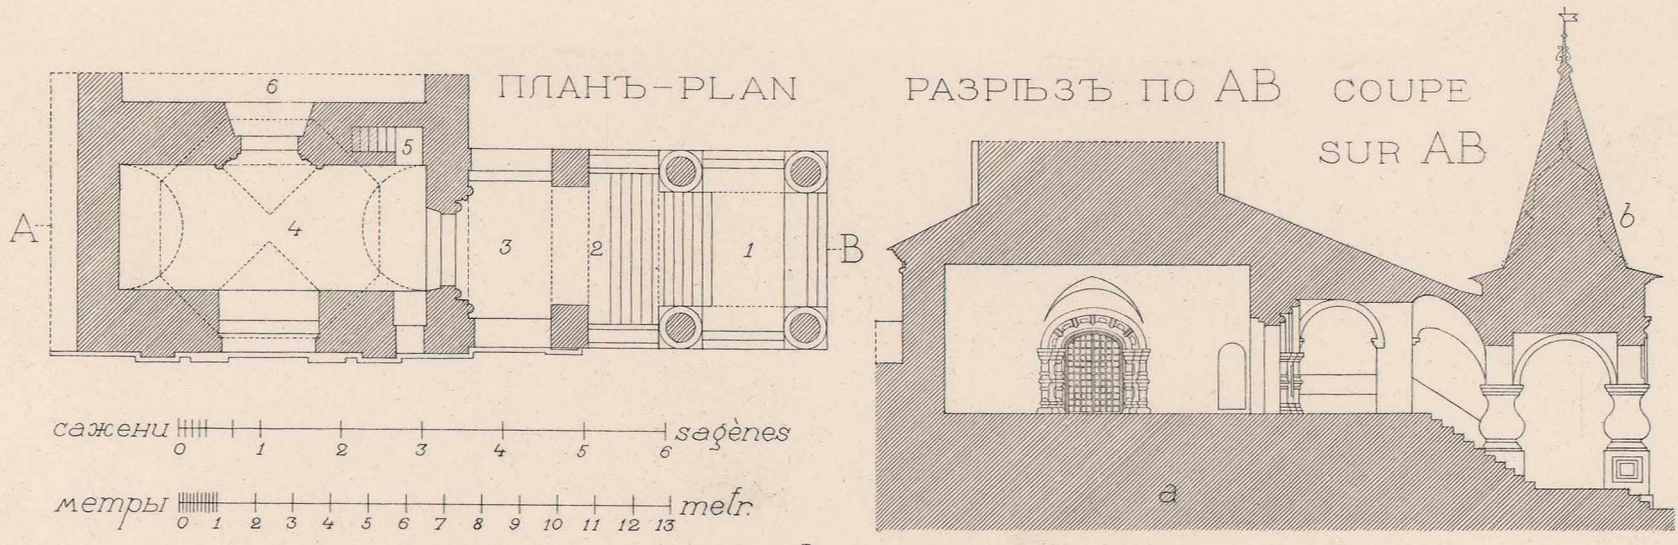 ПЛАНЪ-PLAN
6
5
A
4
3
2
1
B
сажени 0 1 2 3 4 5 6 sagènes
метры 0 1 2 3 4 5 6 7 8 9 10 11 12 13 metr.
РАЗРѢЗЪ ПО АВ COUPE
SUR AB
b
a